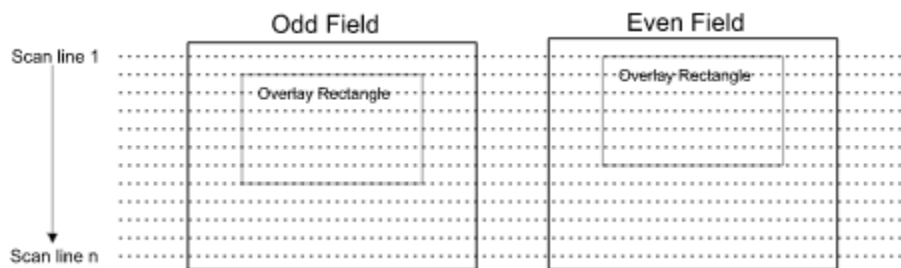 Odd Field
Even Field
Scan line 1
Overlay Rectangle
Overlay Rectangle
Scan line n